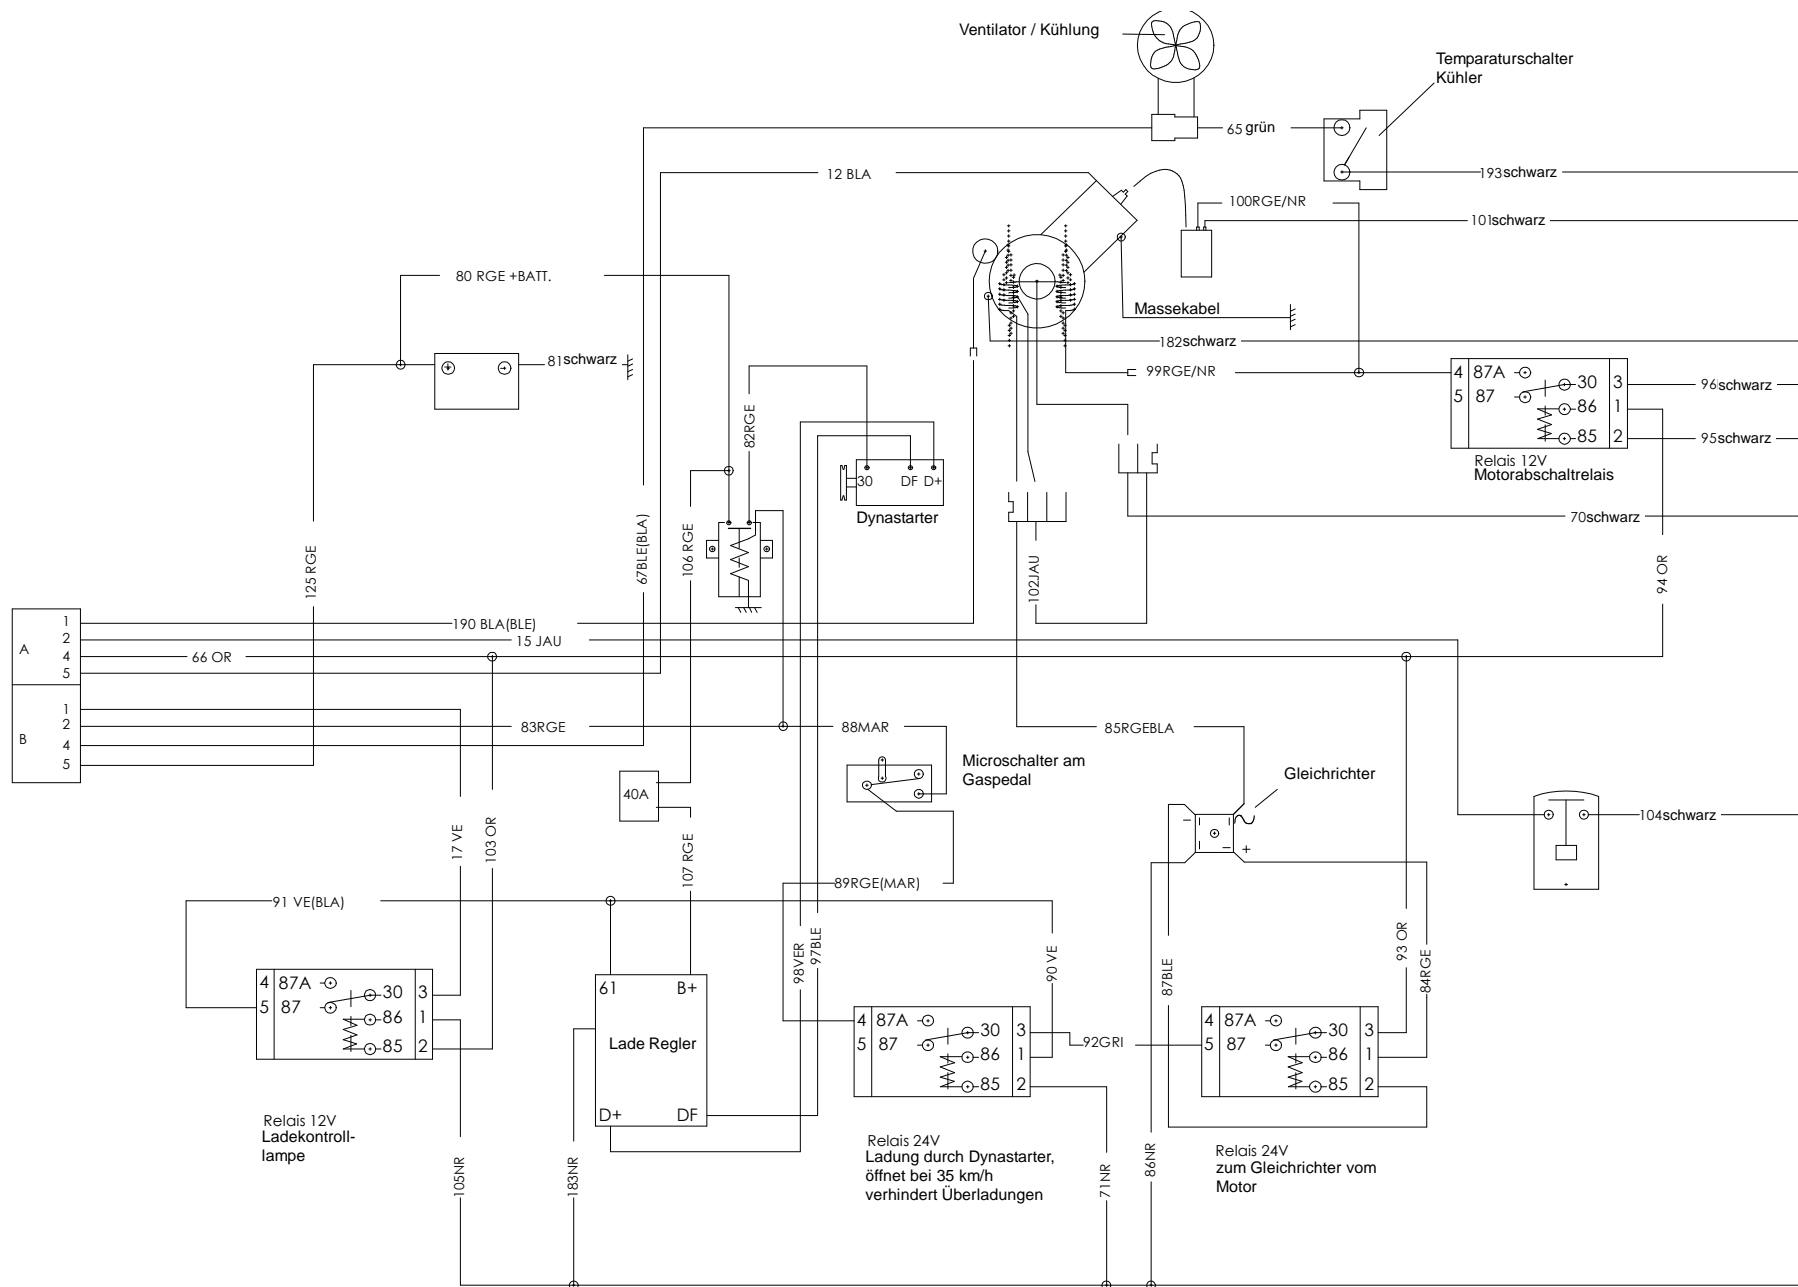 Ventilator / Kühlung
Temparaturschalter
Kühler
65 grün
12 BLA
193schwarz
100RGE/NR
101schwarz
80 RGE +BATT.
Massekabel
182schwarz
81schwarz
99RGE/NR
4 87A 30 3
5 87 86 1
85 2
96schwarz
95schwarz
Relais 12V
Motorabschaltrelais
82RGE
30 DF D+
Dynastarter
70schwarz
125 RGE
67BLE(BLA)
106 RGE
102JAU
94 OR
A
1
2
4
5
190 BLA(BLE)
15 JAU
66 OR
B
1
2
4
5
83RGE
88MAR
85RGEBLA
Microschalter am
Gaspedal
Gleichrichter
40A
104schwarz
17 VE
103 OR
107 RGE
89RGE(MAR)
91 VE(BLA)
98VER
97BLE
90 VE
87BLE
93 OR
84RGE
4 87A 30 3
5 87 86 1
85 2
61 B+
Lade Regler
D+ DF
4 87A 30 3
5 87 86 1
85 2
92GRI
4 87A 30 3
5 87 86 1
85 2
Relais 12V
Ladekontroll-
lampe
Relais 24V
Ladung durch Dynastarter,
öffnet bei 35 km/h
verhindert Überladungen
Relais 24V
zum Gleichrichter vom
Motor
105NR
183NR
71NR
86NR